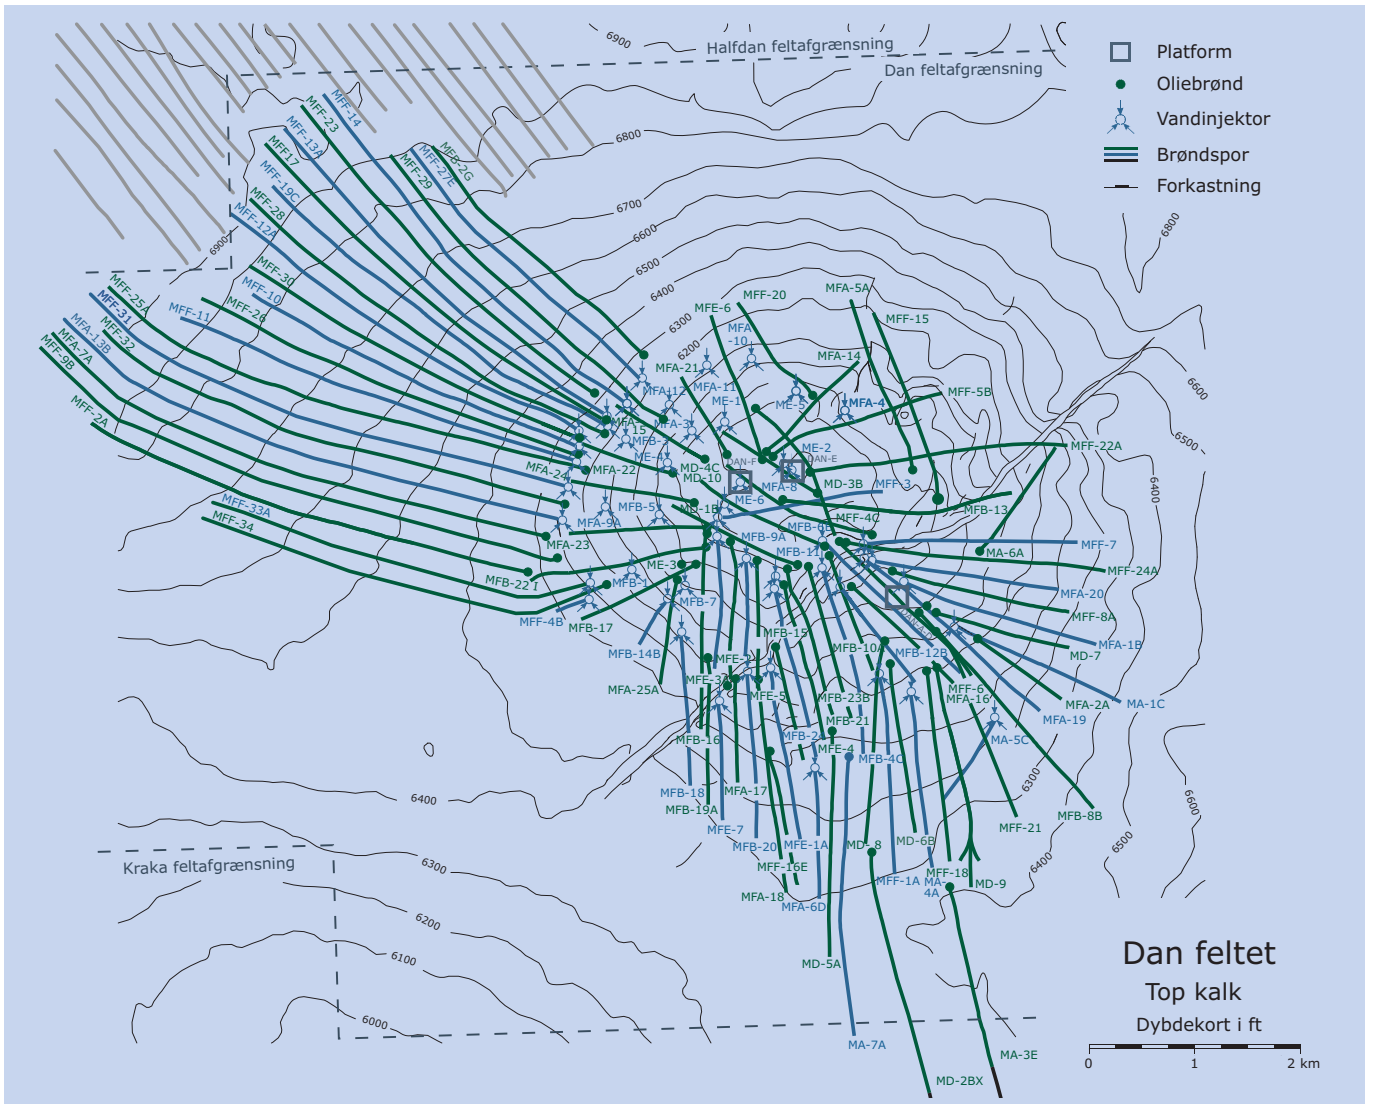 6900
Halfdan feltafgrænsning
Dan feltafgrænsning
Platform
Oliebrønd
Vandinjektor
Brøndspor
Forkastning
MFF-14
MFF-23
MFF-13A
MFF17
MFF-19C
MFF-28
MFF-12A
MFF-29
MFF-27E
MFB-2G
6800
6700
6600
6500
6400
6300
6200
6900
6800
MFF-30
MFF-10
MFF-26
MFF-11
MFF-25A
MFF-31
MFF-32
MFA-13B
MFA-7A
MFF-9B
MFF-2A
MFF-33A
MFF-34
MFF-20
MFE-6
MFA
-10
MFA-5A
MFF-15
MFA-14
MFA-21
MFA-11
MFA-12
MFF-5B
MFA-4
ME-1
ME-5
MFA-3
MFA-
15
MFB-3
ME-4
ME-2
DAN-E
DAN-F
MFF-22A
6600
6500
6400
MFA-24
MFA-22
MD-4C
MD-10
MFA-8
MD-3B
MFF-3
ME-6
MD-1B
MFB-5
MFA-9A
MFB-13
MFF-4C
MFB-6B
MFB-9A
MFB-11
MA-6A
MFF-7
MFF-24A
MFA-20
MFF-8A
MFA-1B
MD-7
MFA-23
MFB-22 I
ME-3
MFB-1
MFB-7
MFF-4B
MFB-17
MFB-14B
MFA-25A
MFB-15
MFE-2
MFE-3
MFE-5
MFB-10A
MFB-12B
MFF-6
MFA-16
MFB-23B
MFB-21
MFE-4
MFB-4C
MFB-16
MA-5C
MFA-19
MFA-2A
MA-1C
MFB-18
MFB-19A
MFA-17
MFE-7
MFB-20
MFE-1A
MFF-16E
MFA-18
MFA-6D
MD- 8
MD-6B
MFF-1A
MFF-18
MA-
4A
MD-9
MFF-21
MFB-8B
6300
6400
6500
6600
6400
Kraka feltafgrænsning
6300
6200
6100
6000
MD-5A
MA-7A
MA-3E
MD-2BX
Dan feltet
Top kalk
Dybdekort i ft
0 1 2 km